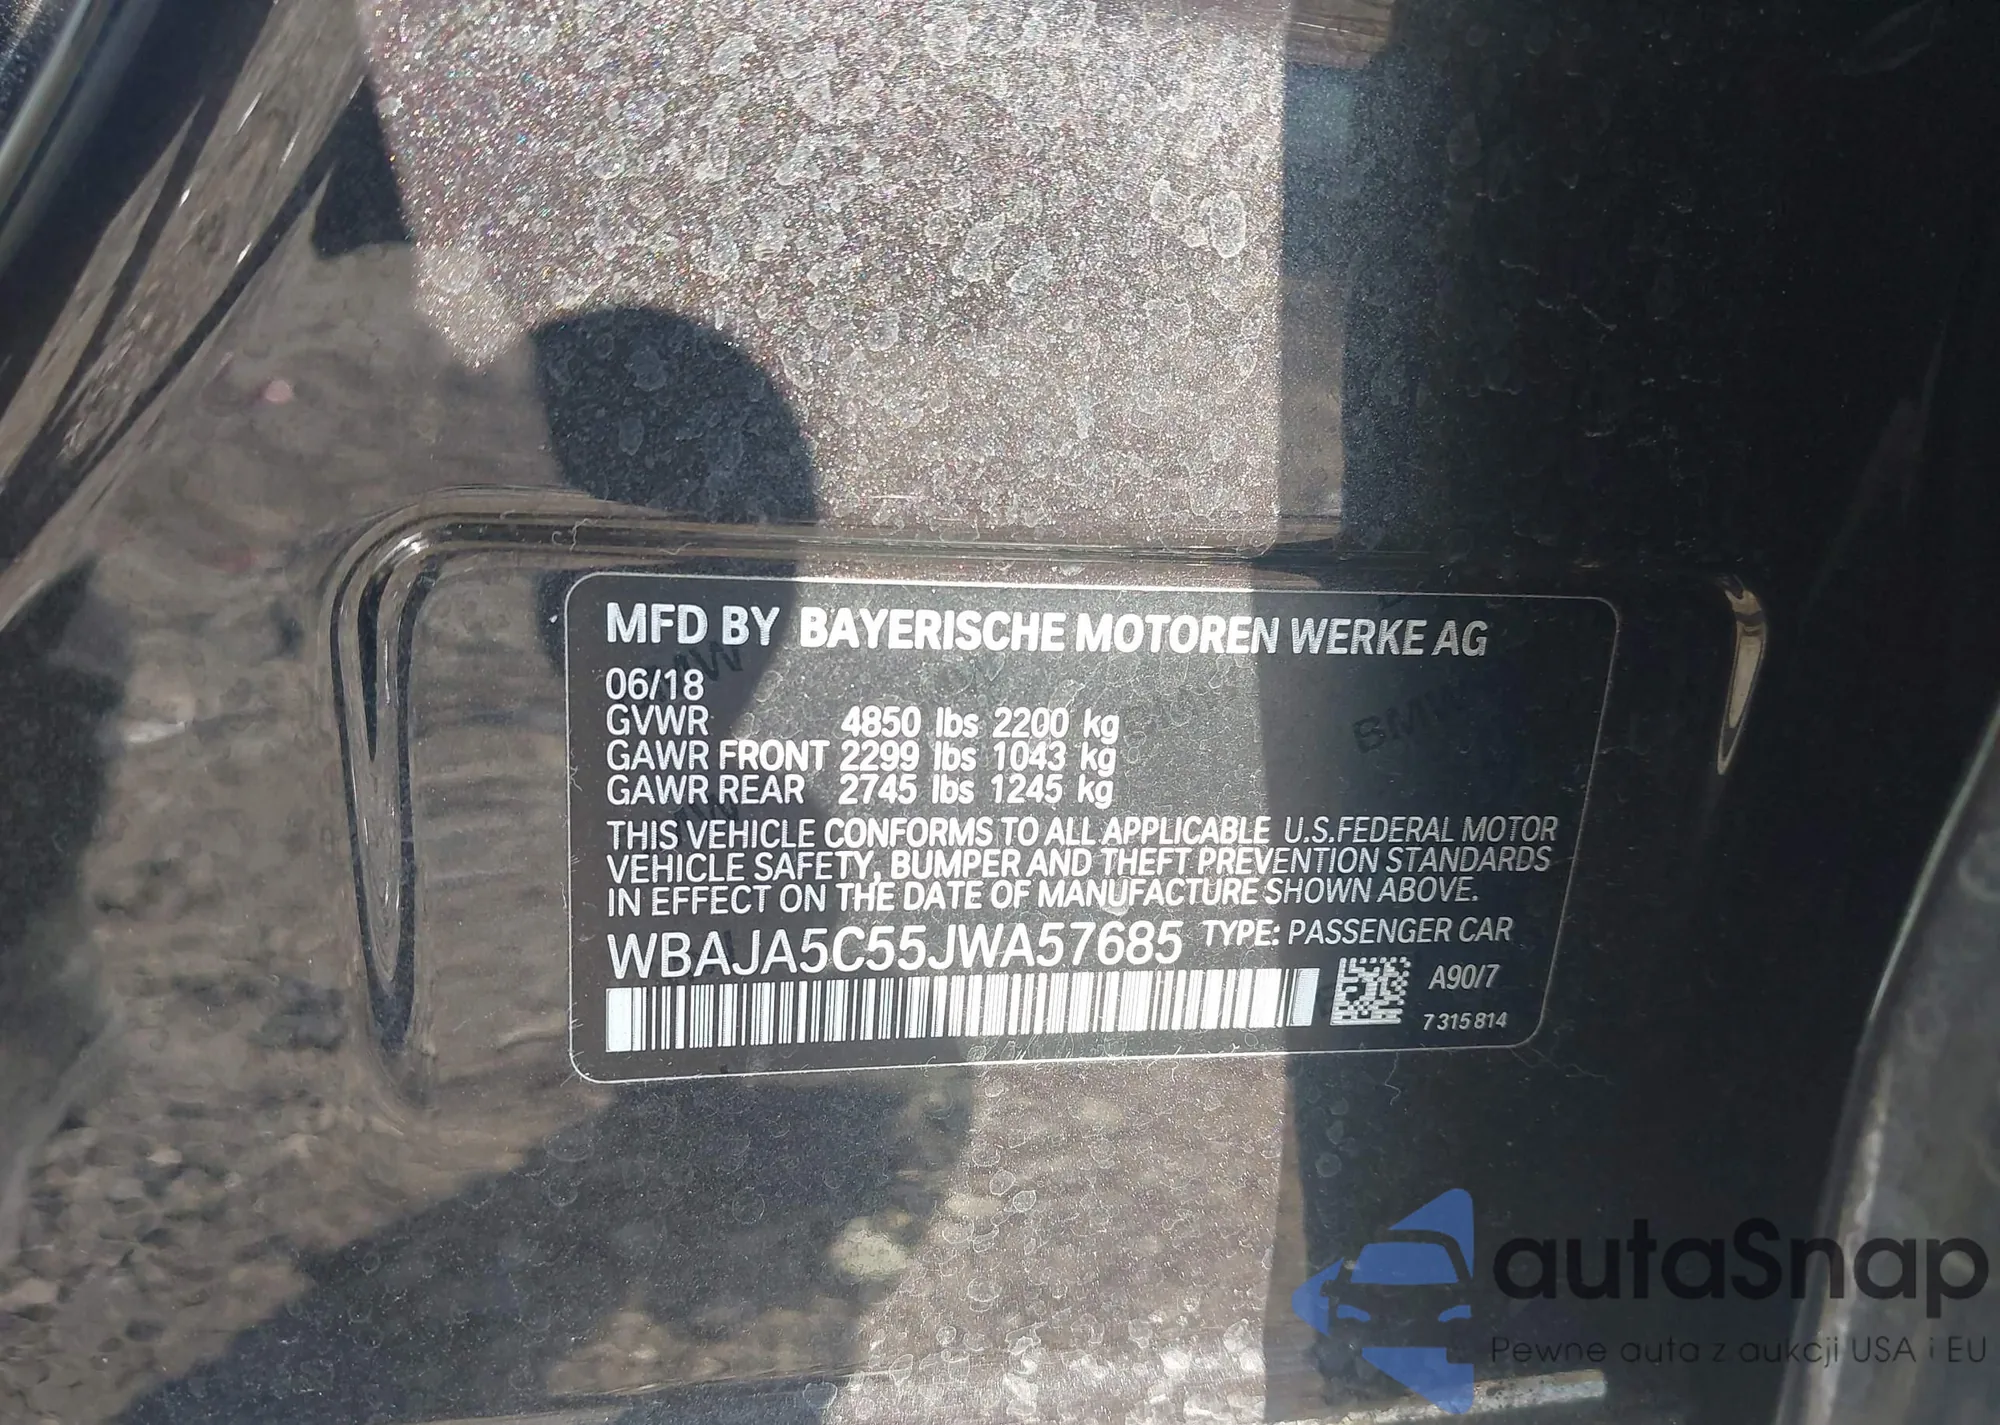 MFD BY BAYERISCHE MOTOREN WERKE AG
06/18
GVWR 4850 lbs 2200 kg
GAWR FRONT 2299 lbs 1043 kg
GAWR REAR 2745 lbs 1245 kg
THIS VEHICLE CONFORMS TO ALL APPLICABLE U.S.FEDERAL MOTOR
VEHICLE SAFETY, BUMPER AND THEFT PREVENTION STANDARDS
IN EFFECT ON THE DATE OF MANUFACTURE SHOWN ABOVE.
WBAJA5C55JWA57685 TYPE: PASSENGER CAR
A90/7
7 315 814
autaSnap
Pewne auta z aukcji USA i EU